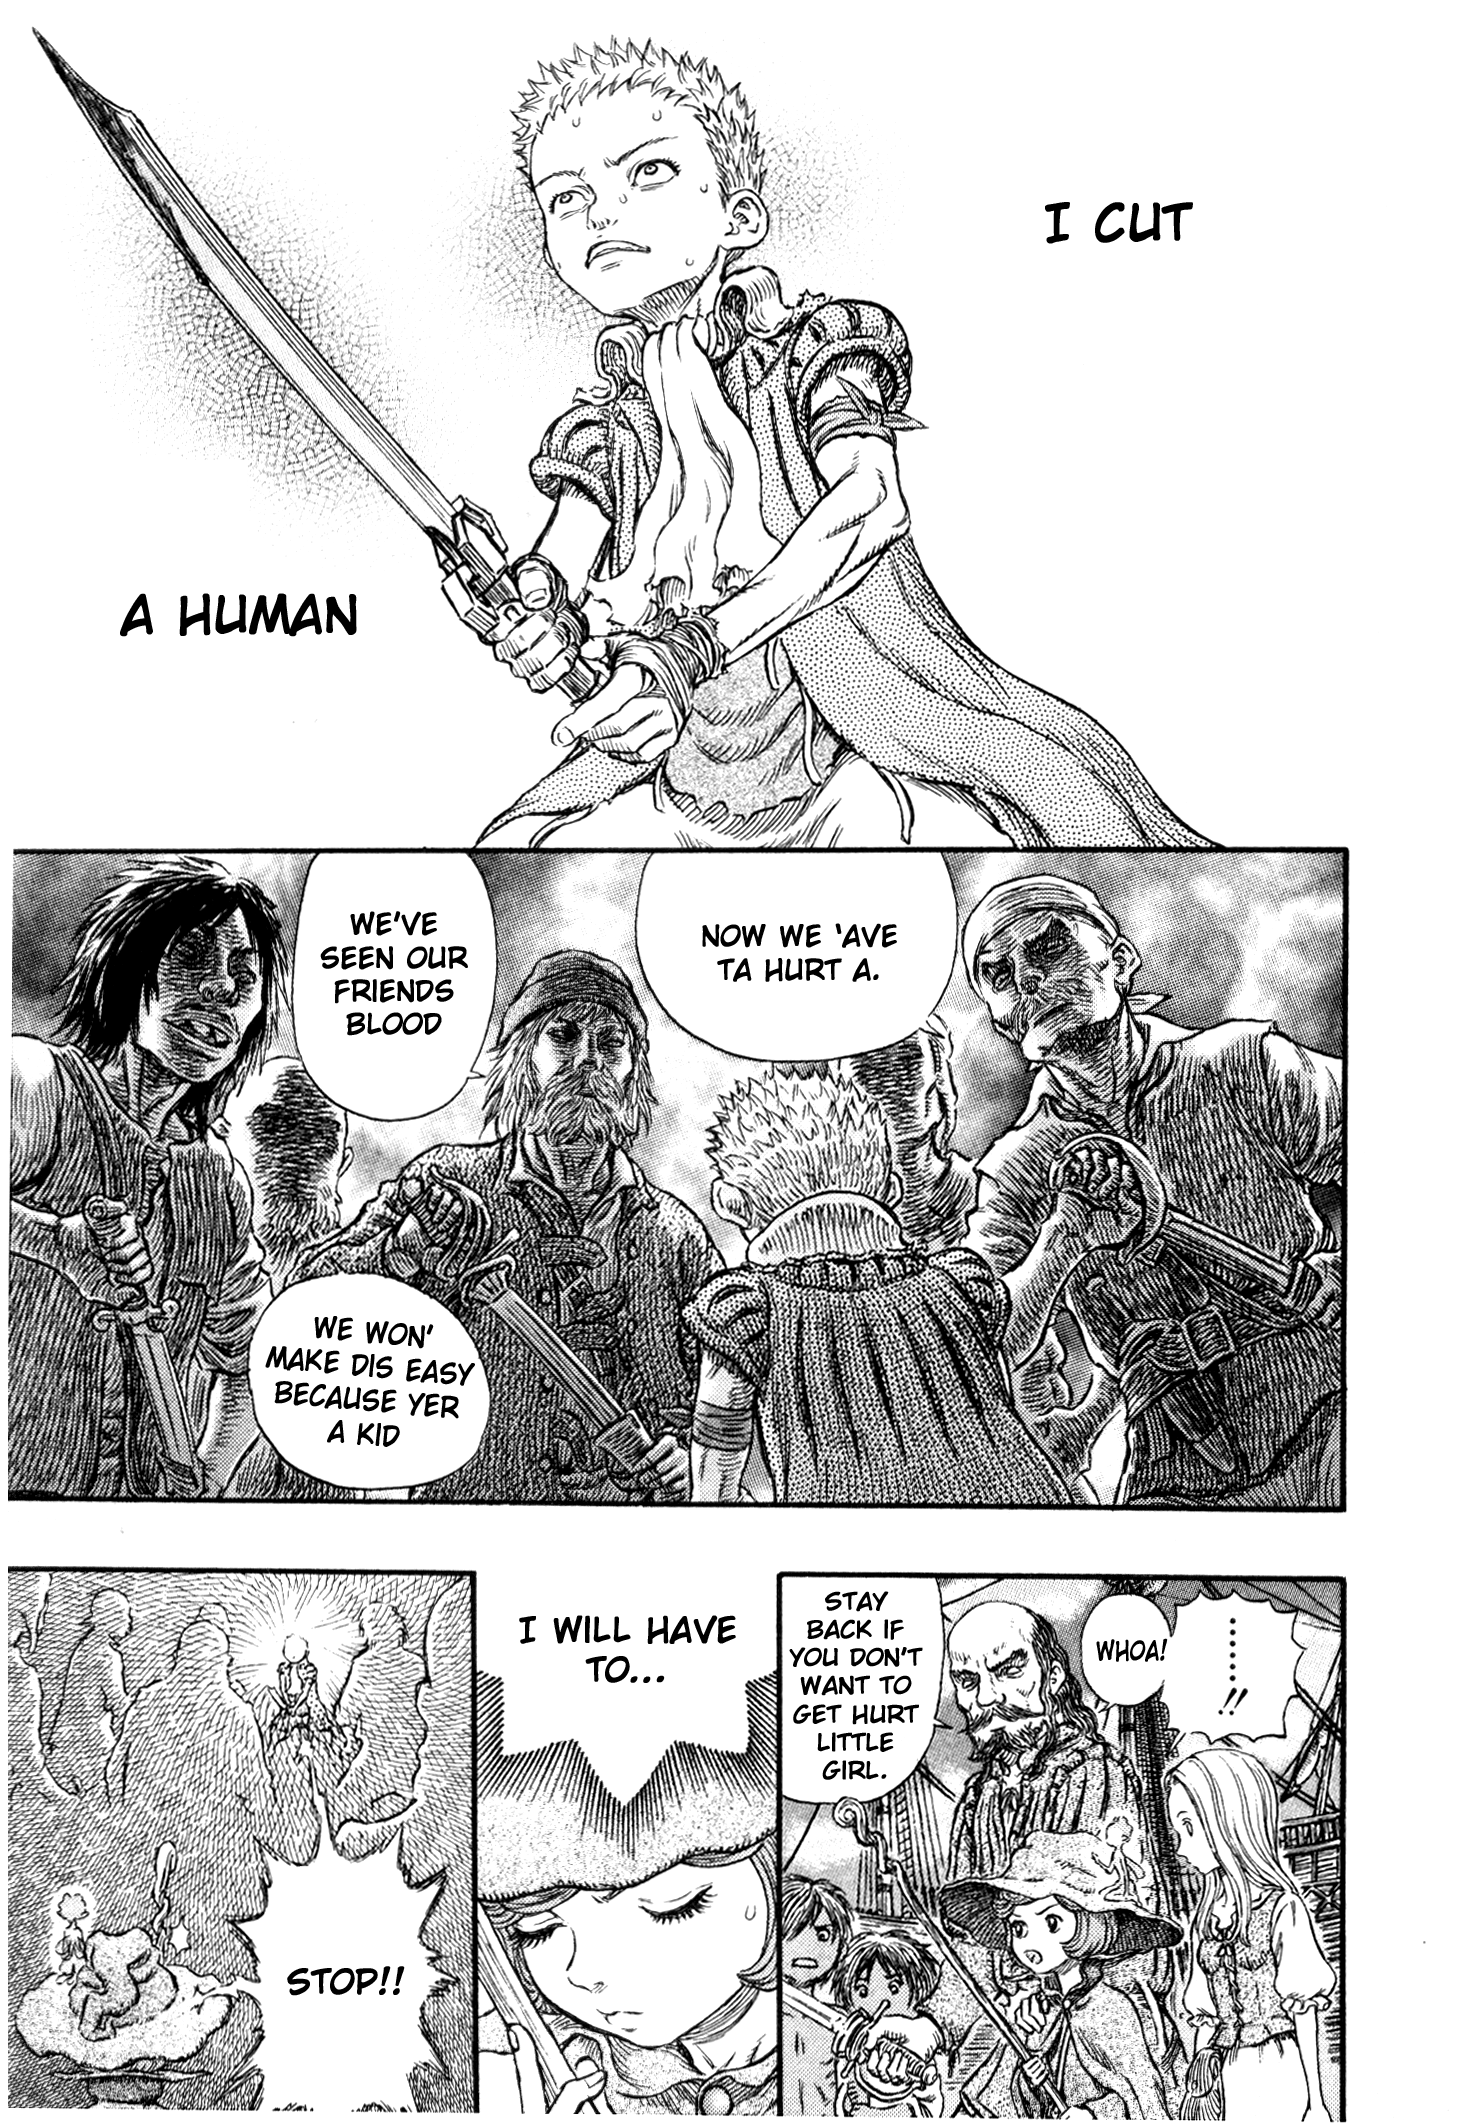 I CUT
A HUMAN
NOW WE 'AVE
TA HURT A.
WE'VE
SEEN OUR
FRIENDS
BLOOD
WE WON'
MAKE DIS EASY
BECAUSE YER
A KID
......!!
WHOA!
STAY
BACK IF
YOU DON'T
WANT TO
GET HURT
LITTLE
GIRL.
I WILL HAVE
TO...
STOP!!